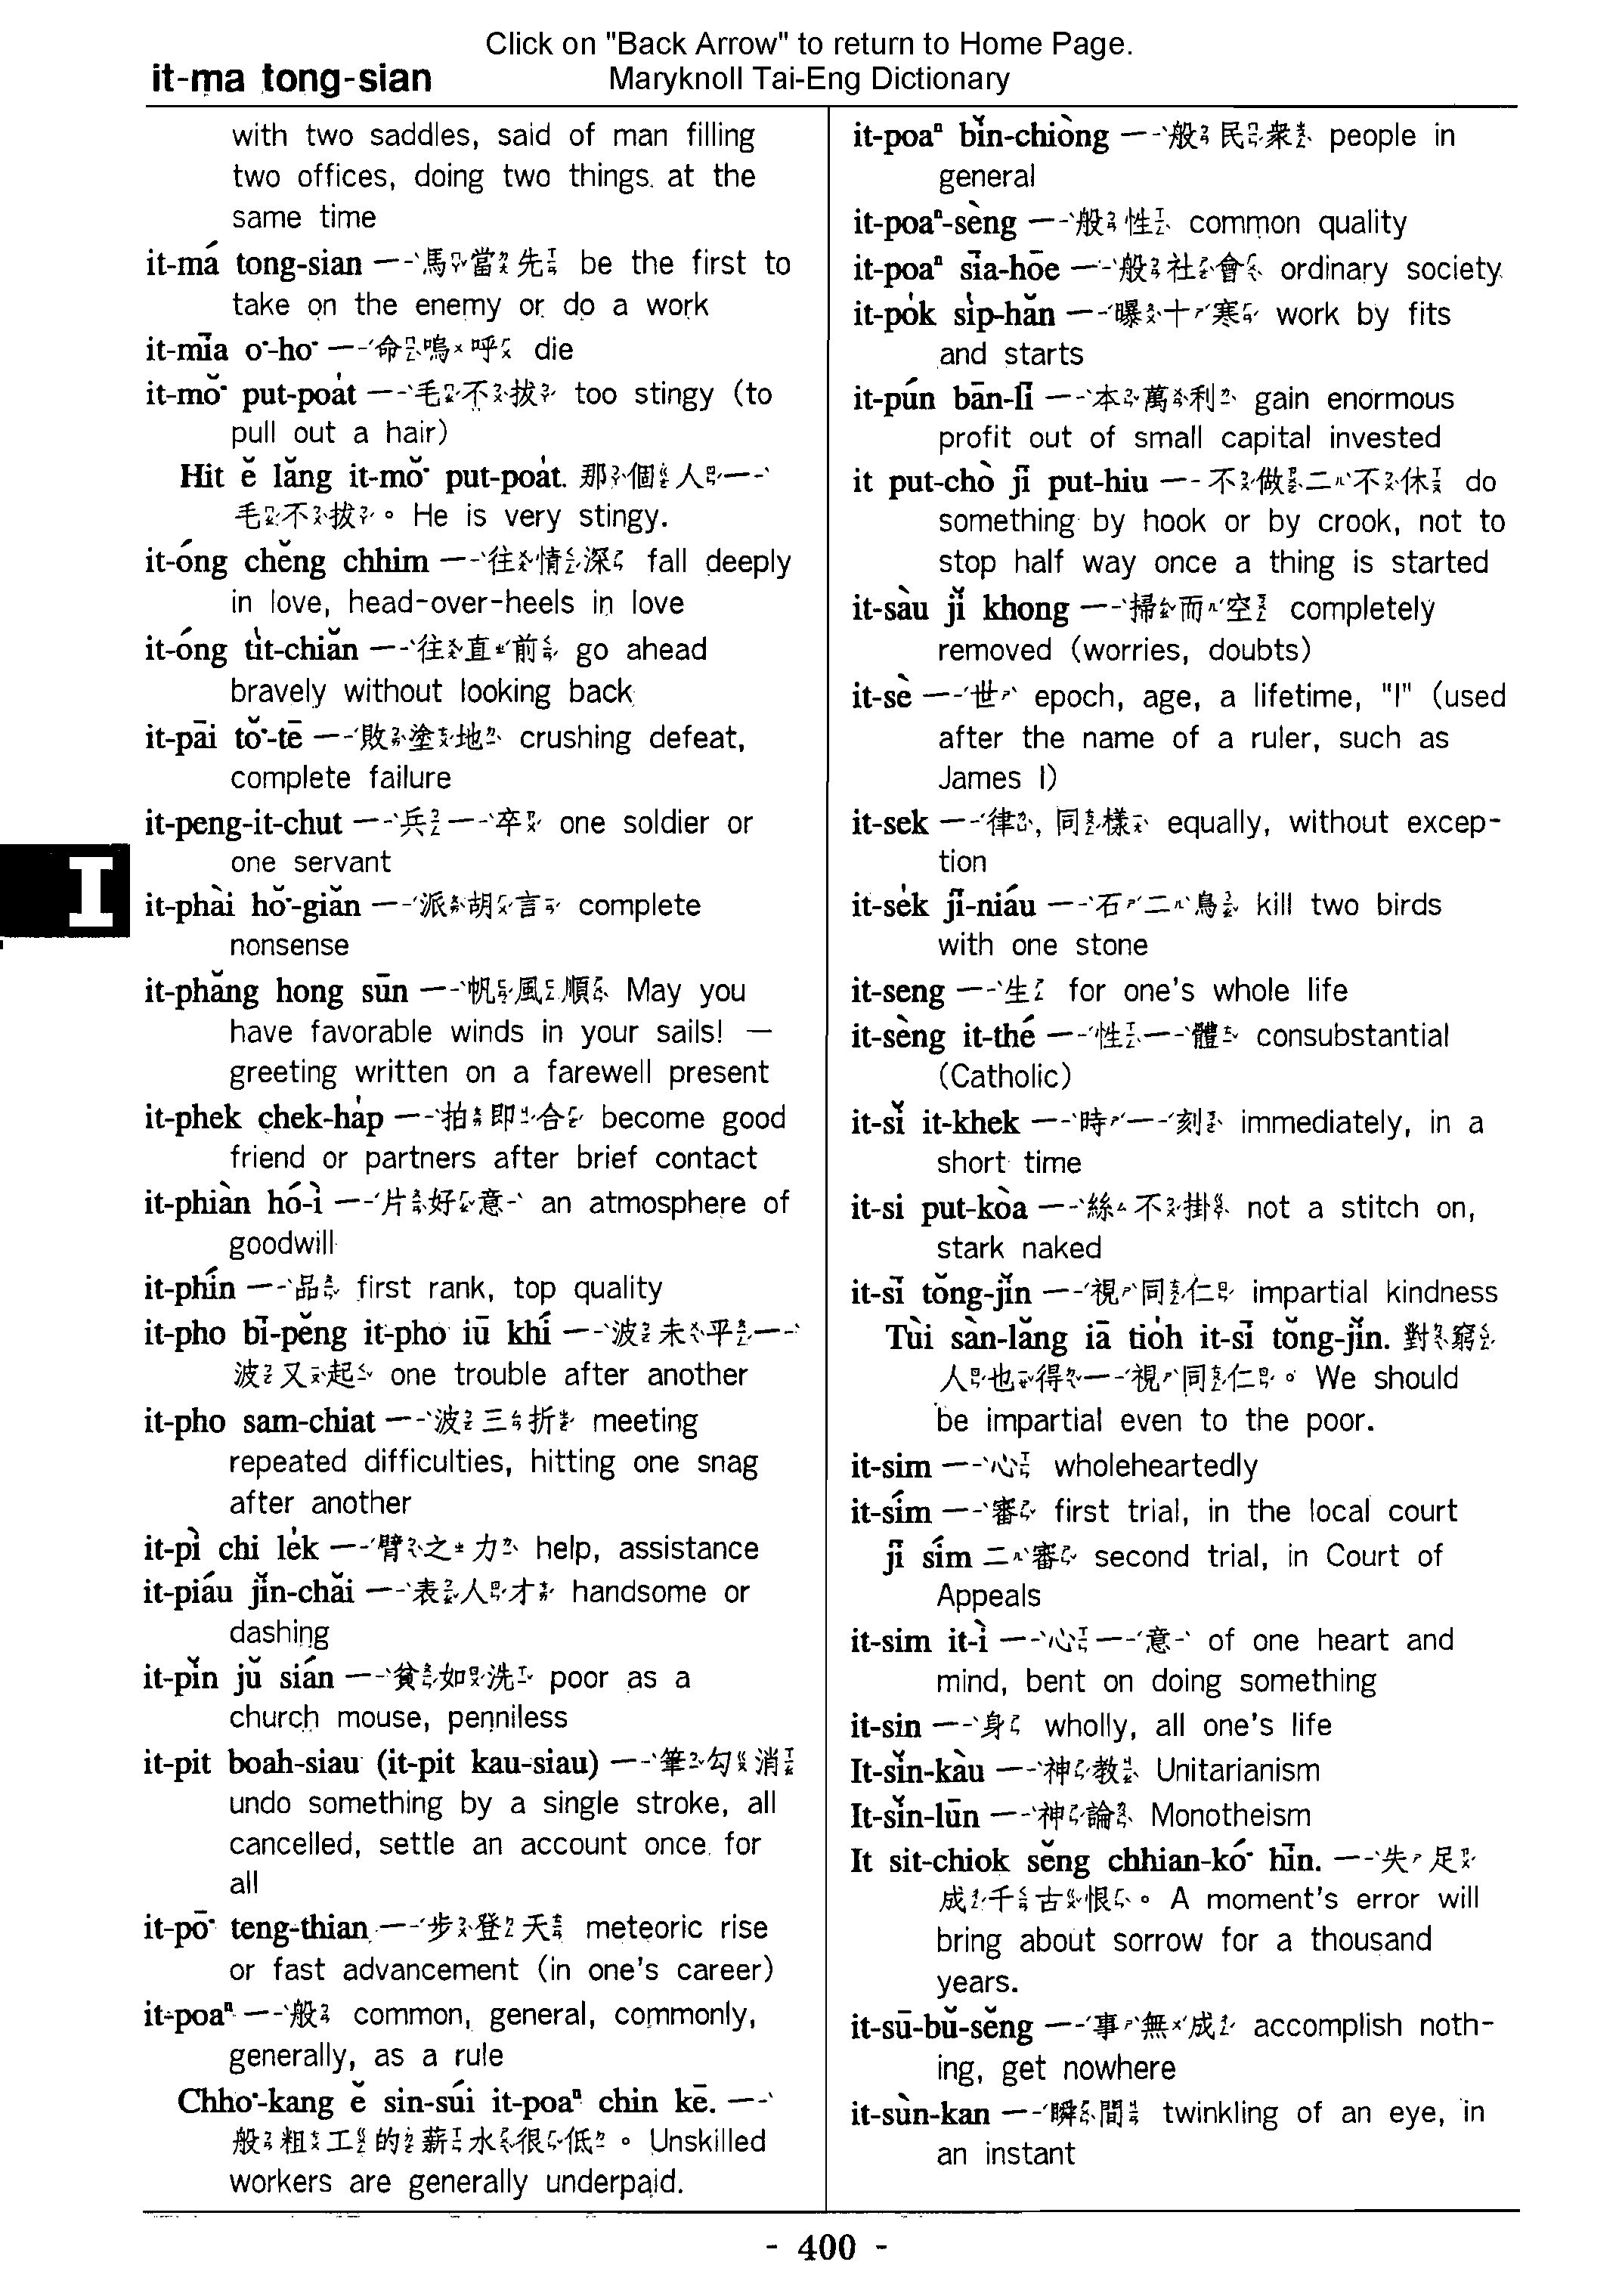 Click on "Back Arrow" to return to Home Page.
it-ma tong-sian Maryknoll Tai-Eng Dictionary
with two saddles, said of man filling
two offices, doing two things at the
same time
it-má tong-sian 一馬當先 be the first to
take on the enemy or do a work
it-mīa o͘-ho͘ 一命嗚呼 die
it-mŏ͘ put-poa̍t 一毛不拔 too stingy (to
pull out a hair)
Hit ĕ lăng it-mŏ͘ put-poa̍t. 那個人一
毛不拔。 He is very stingy.
it-óng chĕng chhim 一往情深 fall deeply
in love, head-over-heels in love
it-óng ti̍t-chiăn 一往直前 go ahead
bravely without looking back
it-pāi tŏ͘-tē 一敗塗地 crushing defeat,
complete failure
it-peng-it-chut 一兵一卒 one soldier or
one servant
it-phài hŏ͘-giăn 一派胡言 complete
nonsense
it-phăng hong sūn 一帆風順 May you
have favorable winds in your sails! —
greeting written on a farewell present
it-phek chek-ha̍p 一拍即合 become good
friend or partners after brief contact
it-phiàn hó-ì 一片好意 an atmosphere of
goodwill
it-phín 一品 first rank, top quality
it-pho bī-pĕng it-pho iū khí 一波未平一
波又起 one trouble after another
it-pho sam-chiat 一波三折 meeting
repeated difficulties, hitting one snag
after another
it-pì chi le̍k 一臂之力 help, assistance
it-piáu jĭn-chăi 一表人才 handsome or
dashing
it-pĭn jŭ sián 一貧如洗 poor as a
church mouse, penniless
it-pit boah-siau (it-pit kau-siau) 一筆勾消
undo something by a single stroke, all
cancelled, settle an account once for
all
it-pō͘ teng-thian 一步登天 meteoric rise
or fast advancement (in one's career)
it-poaⁿ 一般 common, general, commonly,
generally, as a rule
Chho͘-kang ĕ sin-súi it-poaⁿ chin kē. 一
般粗工的薪水很低。 Unskilled
workers are generally underpaid.
it-poaⁿ bĭn-chiòng 一般民眾 people in
general
it-poaⁿ-sèng 一般性 common quality
it-poaⁿ sīa-hōe 一般社會 ordinary society
it-po̍k si̍p-hăn 一曝十寒 work by fits
and starts
it-pún bān-lī 一本萬利 gain enormous
profit out of small capital invested
it put-chò jī put-hiu 一不做二不休 do
something by hook or by crook, not to
stop half way once a thing is started
it-sàu jĭ khong 一掃而空 completely
removed (worries, doubts)
it-sè 一世 epoch, age, a lifetime, "I" (used
after the name of a ruler, such as
James I)
it-sek 一律, 同樣 equally, without excep-
tion
it-se̍k jī-niáu 一石二鳥 kill two birds
with one stone
it-seng 一生 for one's whole life
it-sèng it-thé 一性一體 consubstantial
(Catholic)
it-sĭ it-khek 一時一刻 immediately, in a
short time
it-si put-kòa 一絲不掛 not a stitch on,
stark naked
it-sī tŏng-jĭn 一視同仁 impartial kindness
Tùi sàn-lăng iā tio̍h it-sī tŏng-jĭn. 對窮
人也得一視同仁。 We should
be impartial even to the poor.
it-sim 一心 wholeheartedly
it-sím 一審 first trial, in the local court
jī sím 二審 second trial, in Court of
Appeals
it-sim it-ì 一心一意 of one heart and
mind, bent on doing something
it-sin 一身 wholly, all one's life
It-sĭn-kàu 一神教 Unitarianism
It-sĭn-lūn 一神論 Monotheism
It sit-chiok sĕng chhian-kó͘ hīn. 一失足
成千古恨。 A moment's error will
bring about sorrow for a thousand
years.
it-sū-bŭ-sĕng 一事無成 accomplish noth-
ing, get nowhere
it-sùn-kan 一瞬間 twinkling of an eye, in
an instant
I
- 400 -